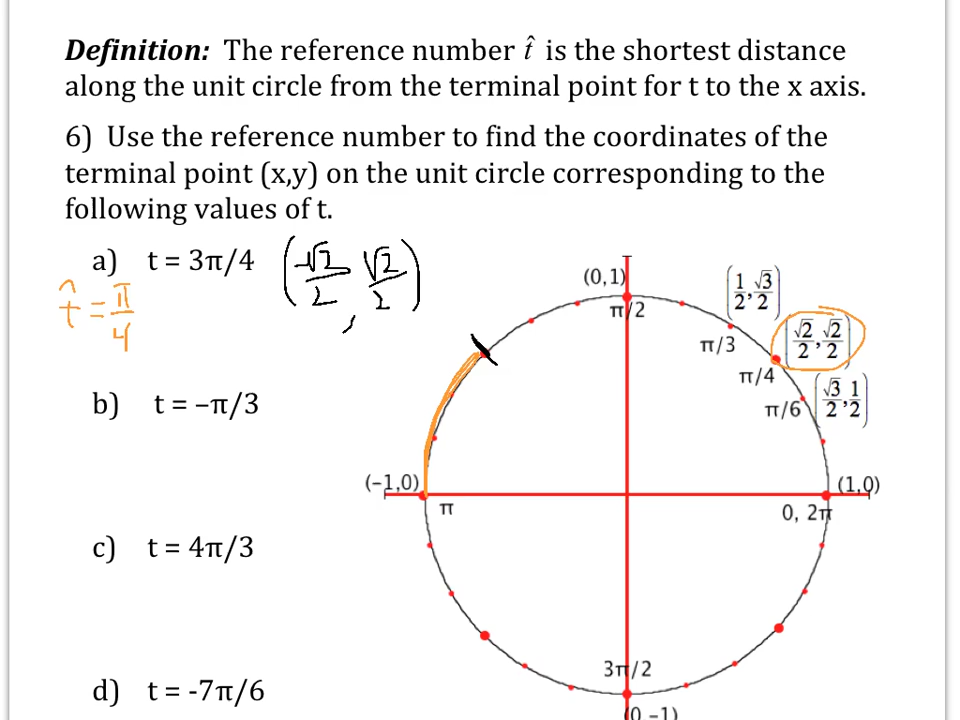 Definition: The reference number t̂ is the shortest distance
along the unit circle from the terminal point for t to the x axis.
6) Use the reference number to find the coordinates of the
terminal point (x,y) on the unit circle corresponding to the
following values of t.
a) t = 3π/4 (-√2/2, √2/2)
t̂ = π/4
b) t = –π/3
c) t = 4π/3
d) t = -7π/6
(0,1)
π/2
(1/2, √3/2)
π/3
(√2/2, √2/2)
π/4
(√3/2, 1/2)
π/6
(−1,0)
π
(1,0)
0, 2π
3π/2
(0 −1)